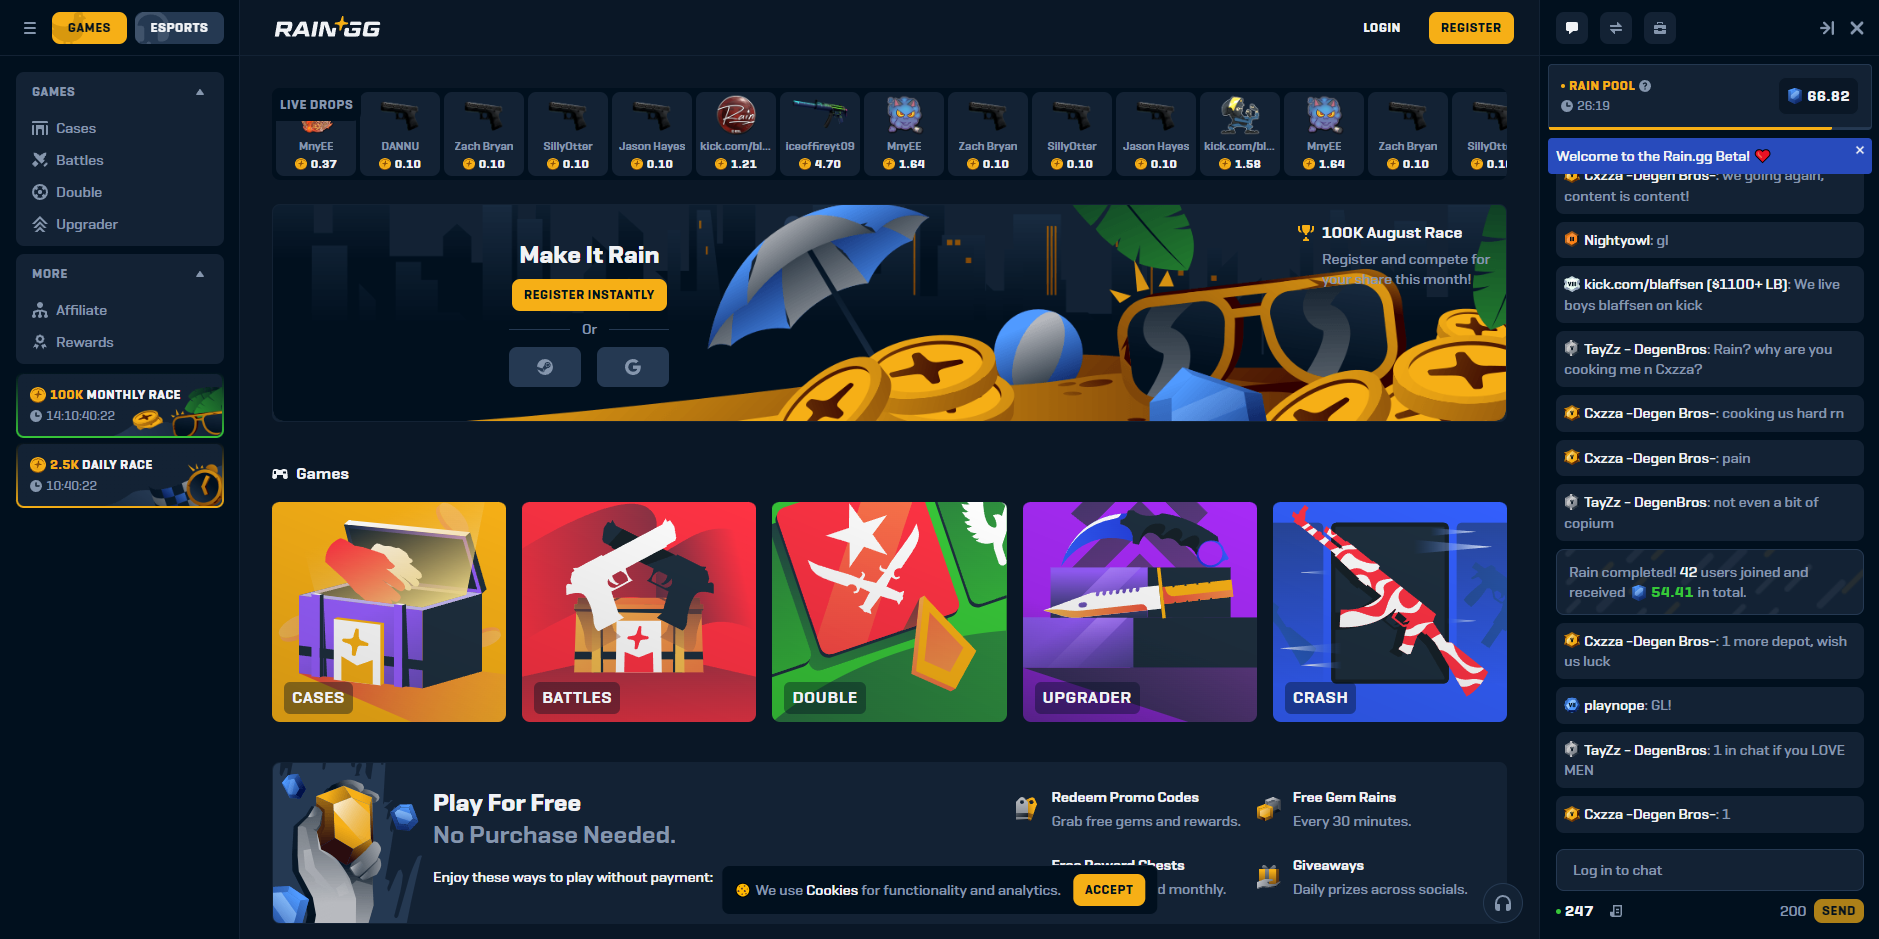 GAMES
ESPORTS
RAIN GG
LOGIN
REGISTER
GAMES
Cases
Battles
Double
Upgrader
MORE
Affiliate
Rewards
100K MONTHLY RACE
14:10:40:22
2.5K DAILY RACE
10:40:22
LIVE DROPS
MnyEE
0.37
DANNU
0.10
Zach Bryan
0.10
SillyOtter
0.10
Jason Hayes
0.10
kick.com/bl...
1.21
iceoffireyt09
4.70
MnyEE
1.64
Zach Bryan
0.10
SillyOtter
0.10
Jason Hayes
0.10
kick.com/bl...
1.58
MnyEE
1.64
Zach Bryan
0.10
Make It Rain
REGISTER INSTANTLY
Or
100K August Race
Register and compete for
your share this month!
Games
CASES
BATTLES
DOUBLE
UPGRADER
CRASH
Play For Free
No Purchase Needed.
Enjoy these ways to play without payment:
Redeem Promo Codes
Grab free gems and rewards.
Free Gem Rains
Every 30 minutes.
Free Reward Chests
monthly.
Giveaways
Daily prizes across socials.
We use Cookies for functionality and analytics.
ACCEPT
RAIN POOL
26:19
66.82
Welcome to the Rain.gg Beta!
Cxzza -Degen Bros-: we going again,
content is content!
Nightyowl: gl
kick.com/blaffsen ($1100+ LB): We live
boys blaffsen on kick
TayZz - DegenBros: Rain? why are you
cooking me n Cxzza?
Cxzza -Degen Bros-: cooking us hard rn
Cxzza -Degen Bros-: pain
TayZz - DegenBros: not even a bit of
copium
Rain completed! 42 users joined and
received 54.41 in total.
Cxzza -Degen Bros-: 1 more depot, wish
us luck
playnope: GL!
TayZz - DegenBros: 1 in chat if you LOVE
MEN
Cxzza -Degen Bros-: 1
Log in to chat
247
200
SEND